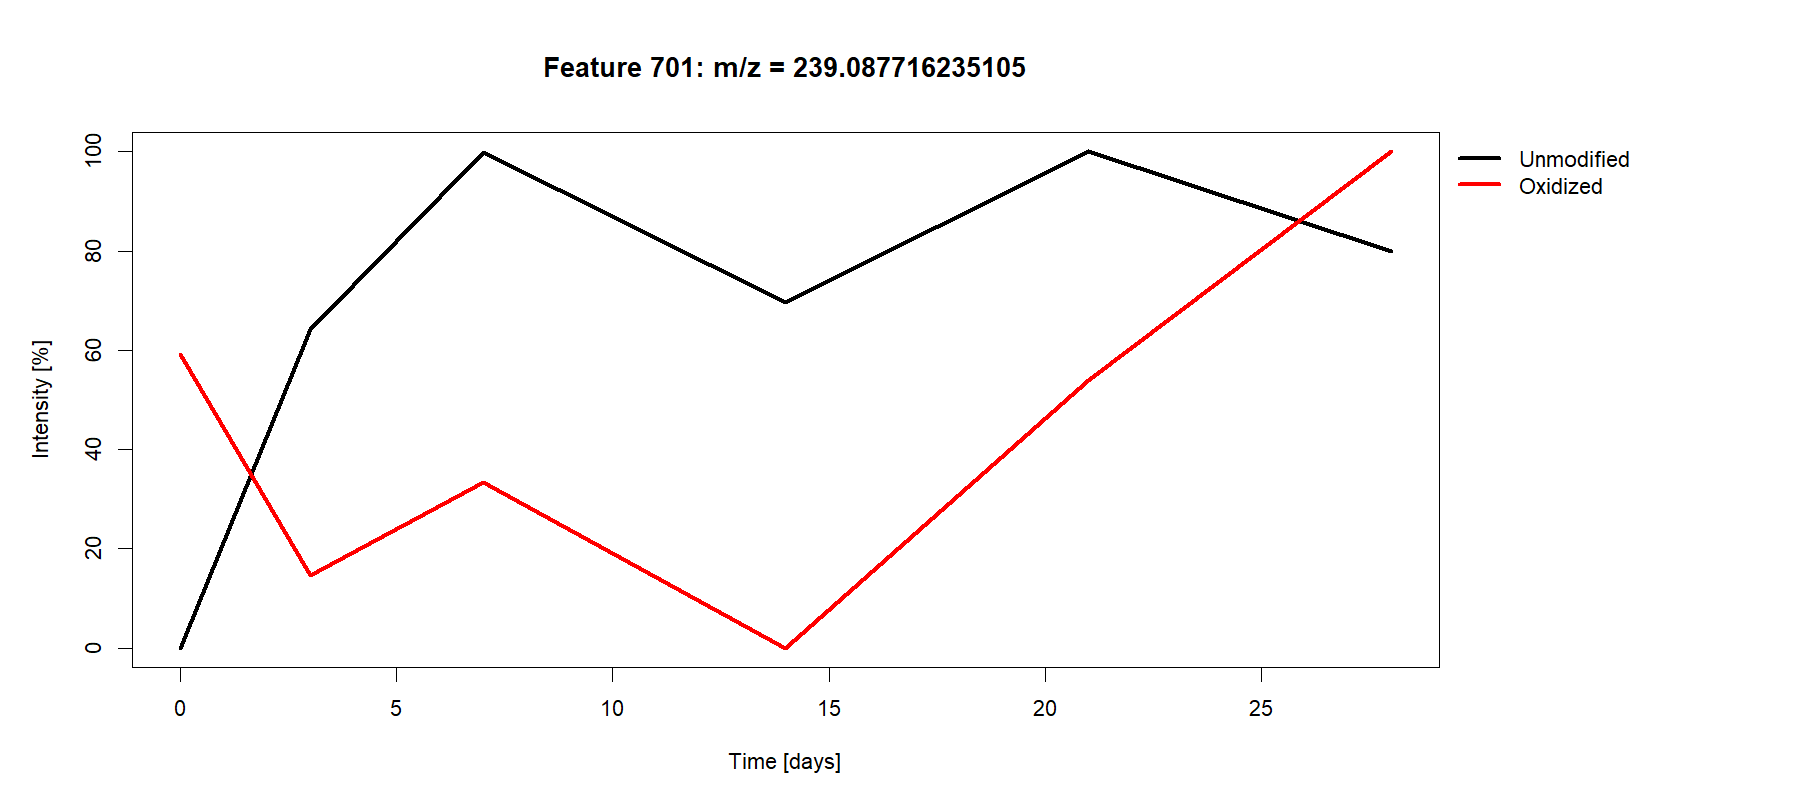 Feature 701: m/z = 239.087716235105
Unmodified
Oxidized
Intensity [%]
100
80
60
40
20
0
0 5 10 15 20 25
Time [days]